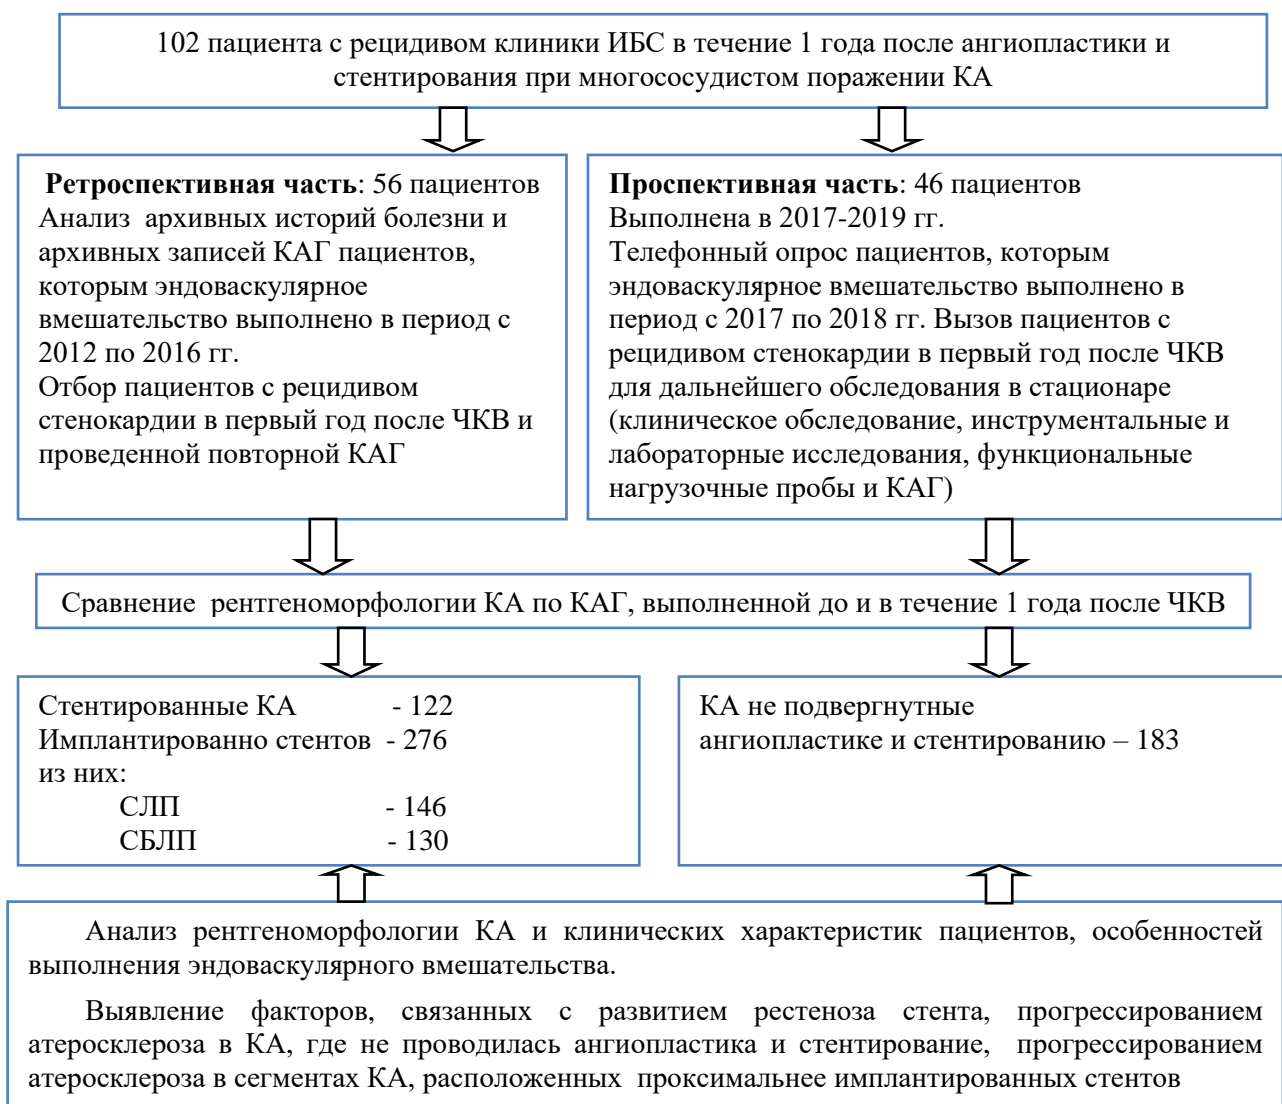 102 пациента с рецидивом клиники ИБС в течение 1 года после ангиопластики и
стентирования при многососудистом поражении КА
Ретроспективная часть: 56 пациентов
Анализ архивных историй болезни и
архивных записей КАГ пациентов,
которым эндоваскулярное
вмешательство выполнено в период с
2012 по 2016 гг.
Отбор пациентов с рецидивом
стенокардии в первый год после ЧКВ и
проведенной повторной КАГ
Проспективная часть: 46 пациентов
Выполнена в 2017-2019 гг.
Телефонный опрос пациентов, которым
эндоваскулярное вмешательство выполнено в
период с 2017 по 2018 гг. Вызов пациентов с
рецидивом стенокардии в первый год после ЧКВ
для дальнейшего обследования в стационаре
(клиническое обследование, инструментальные и
лабораторные исследования, функциональные
нагрузочные пробы и КАГ)
Сравнение рентгеноморфологии КА по КАГ, выполненной до и в течение 1 года после ЧКВ
Стентированные КА - 122
Имплантированно стентов - 276
из них:
СЛП - 146
СБЛП - 130
КА не подвергнутные
ангиопластике и стентированию – 183
Анализ рентгеноморфологии КА и клинических характеристик пациентов, особенностей
выполнения эндоваскулярного вмешательства.
Выявление факторов, связанных с развитием рестеноза стента, прогрессированием
атеросклероза в КА, где не проводилась ангиопластика и стентирование, прогрессированием
атеросклероза в сегментах КА, расположенных проксимальнее имплантированных стентов